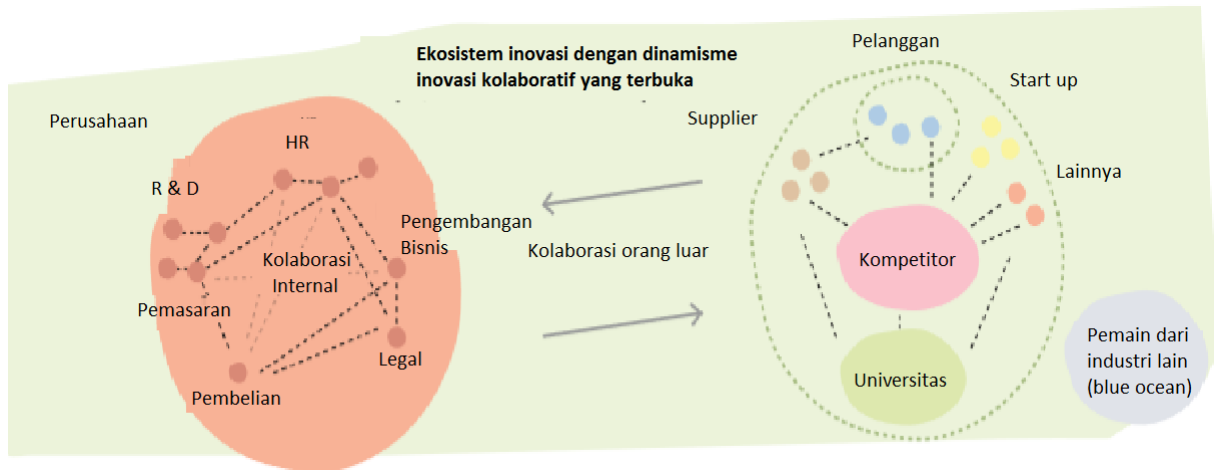 Ekosistem inovasi dengan dinamisme
inovasi kolaboratif yang terbuka
Perusahaan
HR
R & D
Pengembangan
Bisnis
Kolaborasi
Internal
Pemasaran
Legal
Pembelian
Kolaborasi orang luar
Pelanggan
Start up
Supplier
Lainnya
Kompetitor
Universitas
Pemain dari
industri lain
(blue ocean)